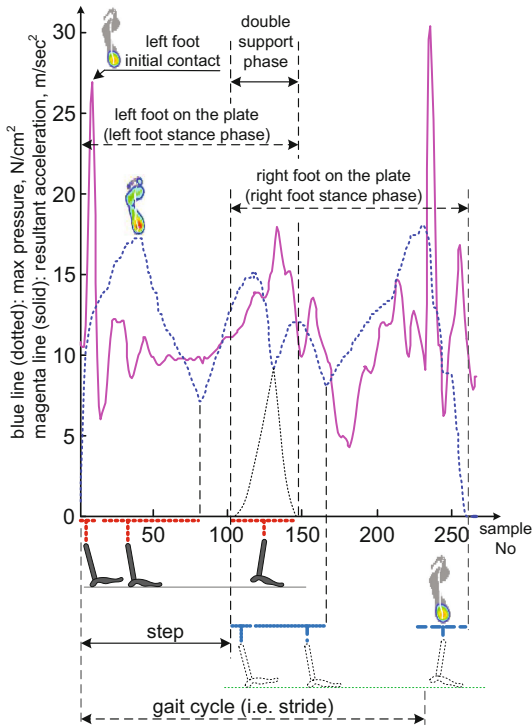 blue line (dotted): max pressure, N/cm²
magenta line (solid): resultant acceleration, m/sec²
left foot
initial contact
double
support
phase
left foot on the plate
(left foot stance phase)
right foot on the plate
(right foot stance phase)
30
25
20
15
10
5
0
50
100
150
200
250
sample
No
step
gait cycle (i.e. stride)